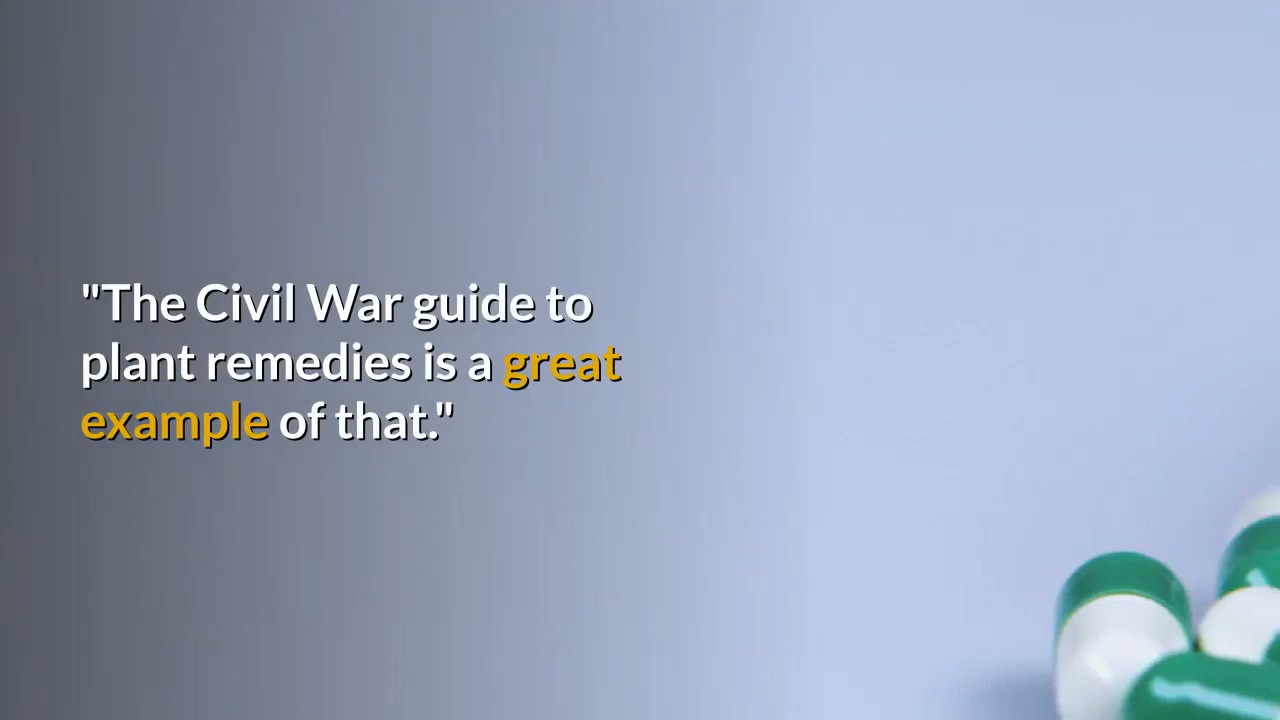 "The Civil War guide to
plant remedies is a great
example of that."